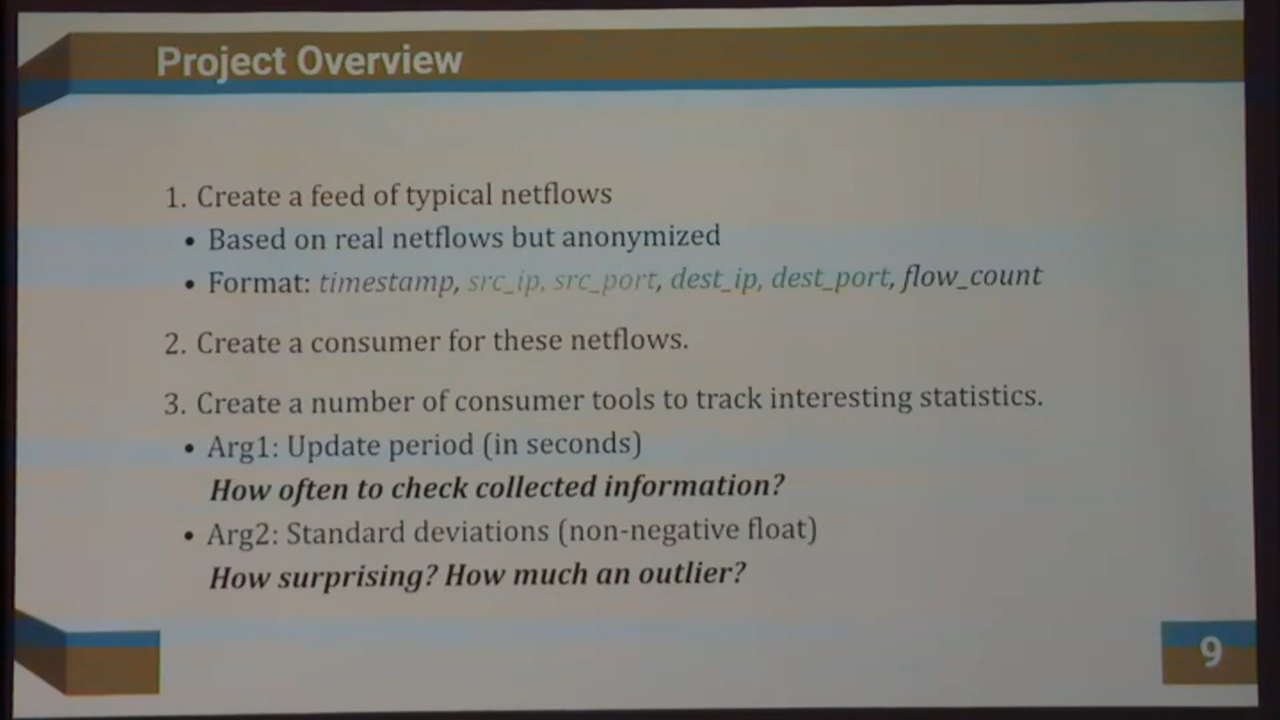 Project Overview
1. Create a feed of typical netflows
• Based on real netflows but anonymized
• Format: timestamp, src_ip, src_port, dest_ip, dest_port, flow_count
2. Create a consumer for these netflows.
3. Create a number of consumer tools to track interesting statistics.
• Arg1: Update period (in seconds)
How often to check collected information?
• Arg2: Standard deviations (non-negative float)
How surprising? How much an outlier?
9